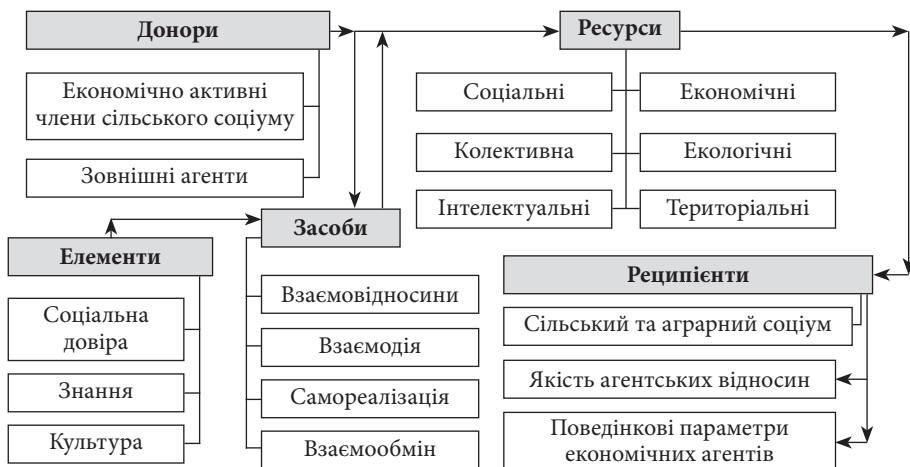 Донори
Економічно активні
члени сільського соціуму
Зовнішні агенти
Ресурси
Соціальні
Економічні
Колективна
Екологічні
Інтелектуальні
Територіальні
Засоби
Взаємовідносини
Взаємодія
Самореалізація
Взаємообмін
Елементи
Соціальна
довіра
Знання
Культура
Реципієнти
Сільський та аграрний соціум
Якість агентських відносин
Поведінкові параметри
економічних агентів